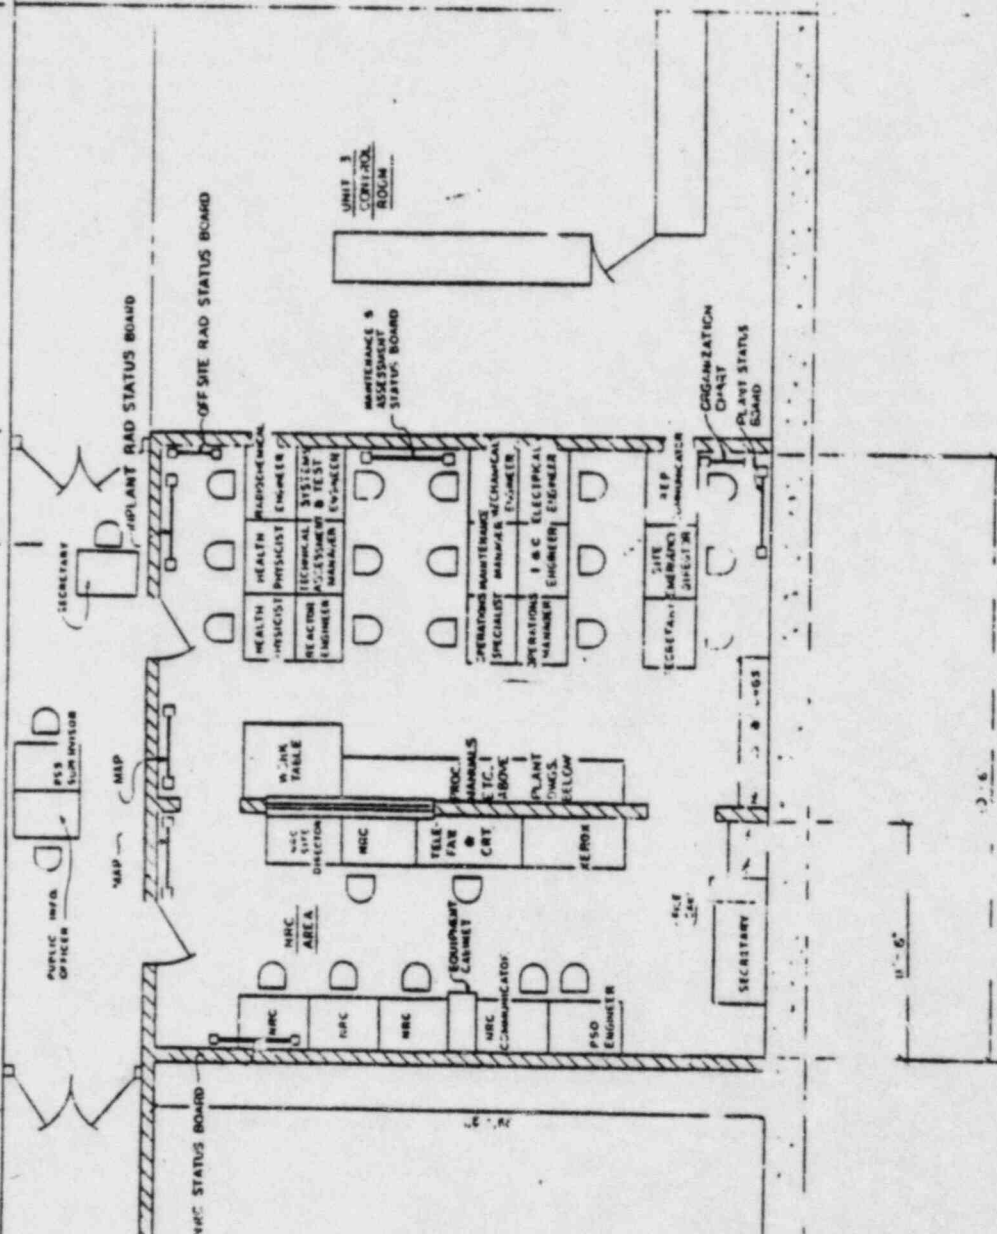 UNIT 3
CONTROL
ROOM
OFFSITE RAD STATUS BOARD
INPLANT RAD STATUS BOARD
MAINTENANCE &
ASSESSMENT
STATUS BOARD
ORGANIZATION
CHART
PLANT STATUS
BOARD
SECRETARY
RADIOCHEMICAL
ENGINEER
SYSTEMS
& TEST
ENGINEER
HEALTH
PHYSICIST
TECHNICAL
ASSESSMENT
MANAGER
HEALTH
PHYSICIST
REACTOR
ENGINEER
MECHANICAL
ENGINEER
ELECTRICAL
ENGINEER
MAINTENANCE
MANAGER
I & C
ENGINEER
OPERATIONS
SPECIALIST
OPERATIONS
MANAGER
COMMUNICATOR
SITE
EMERGENCY
DIRECTOR
SECRETARY
PSS
SUPERVISOR
PUBLIC INFO.
OFFICER
MAP
MAP
WORK
TABLE
PROC.
MANUALS
ETC.
ABOVE
PLANT
DWGS.
BELOW
NRC
SITE
DIRECTOR
NRC
TELE-
FAX
&
CRT
XEROX
NRC
AREA
EQUIPMENT
CABINET
NRC
NRC
NRC
NRC
COMMUNICATOR
PSO
ENGINEER
SECRETARY
11'-6"
NRC STATUS BOARD